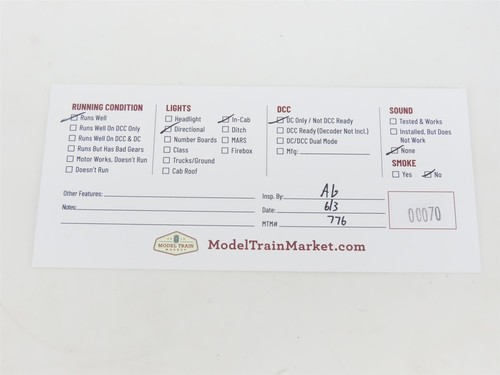 RUNNING CONDITION
Runs Well
Runs Well On DCC Only
Runs Well On DCC & DC
Runs But Has Bad Gears
Motor Works, Doesn't Run
Doesn't Run
LIGHTS
Headlight
Directional
Number Boards
Class
Trucks/Ground
Cab Roof
In-Cab
Ditch
MARS
Firebox
DCC
DC Only / Not DCC Ready
DCC Ready (Decoder Not Incl.)
DC/DCC Dual Mode
Mfg:
SOUND
Tested & Works
Installed, But Does
Not Work
None
SMOKE
Yes No
Other Features:
Notes:
Insp. By: Ab
Date: 6/3
MTM# 776
00070
MODEL TRAIN
MARKET
ModelTrainMarket.com